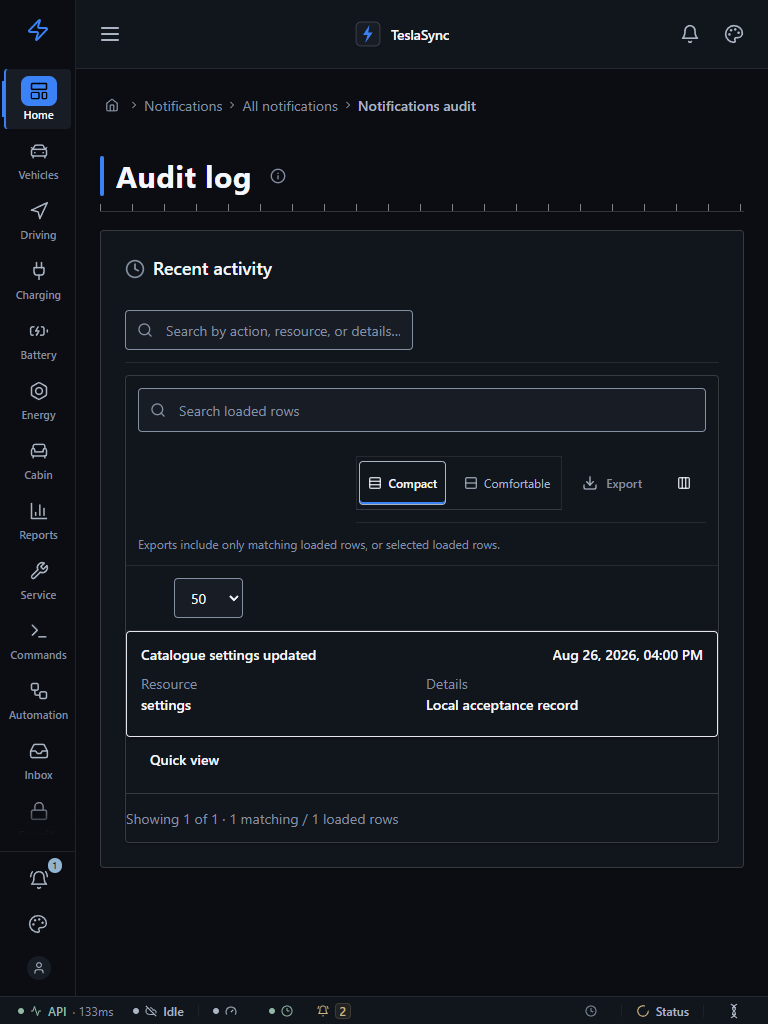 TeslaSync
Home
Vehicles
Driving
Charging
Battery
Energy
Cabin
Reports
Service
Commands
Automation
Inbox
1
Notifications
All notifications
Notifications audit
Audit log
Recent activity
Search by action, resource, or details...
Search loaded rows
Compact
Comfortable
Export
Exports include only matching loaded rows, or selected loaded rows.
50
Catalogue settings updated
Aug 26, 2026, 04:00 PM
Resource
Details
settings
Local acceptance record
Quick view
Showing 1 of 1 · 1 matching / 1 loaded rows
API · 133ms
Idle
2
Status